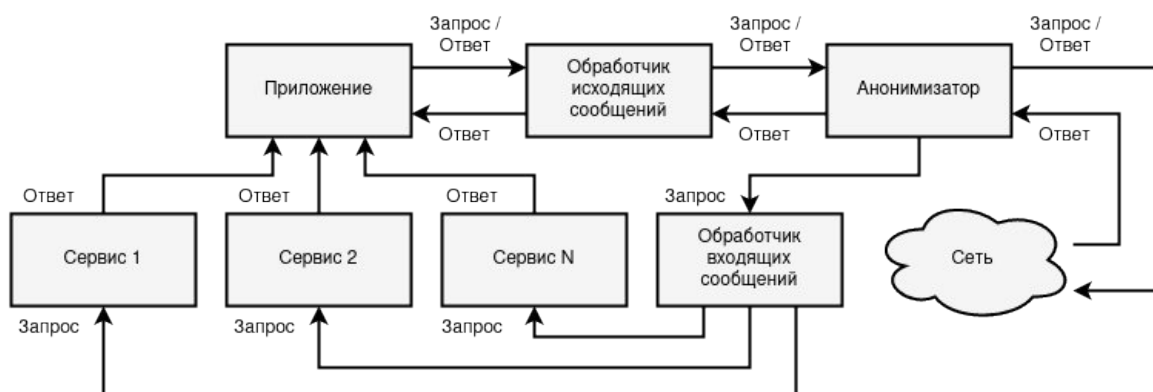 Запрос /
Ответ
Запрос /
Ответ
Запрос /
Ответ
Приложение
Обработчик
исходящих
сообщений
Анонимизатор
Ответ
Ответ
Ответ
Ответ
Ответ
Ответ
Запрос
Сервис 1
Сервис 2
Сервис N
Обработчик
входящих
сообщений
Сеть
Запрос
Запрос
Запрос